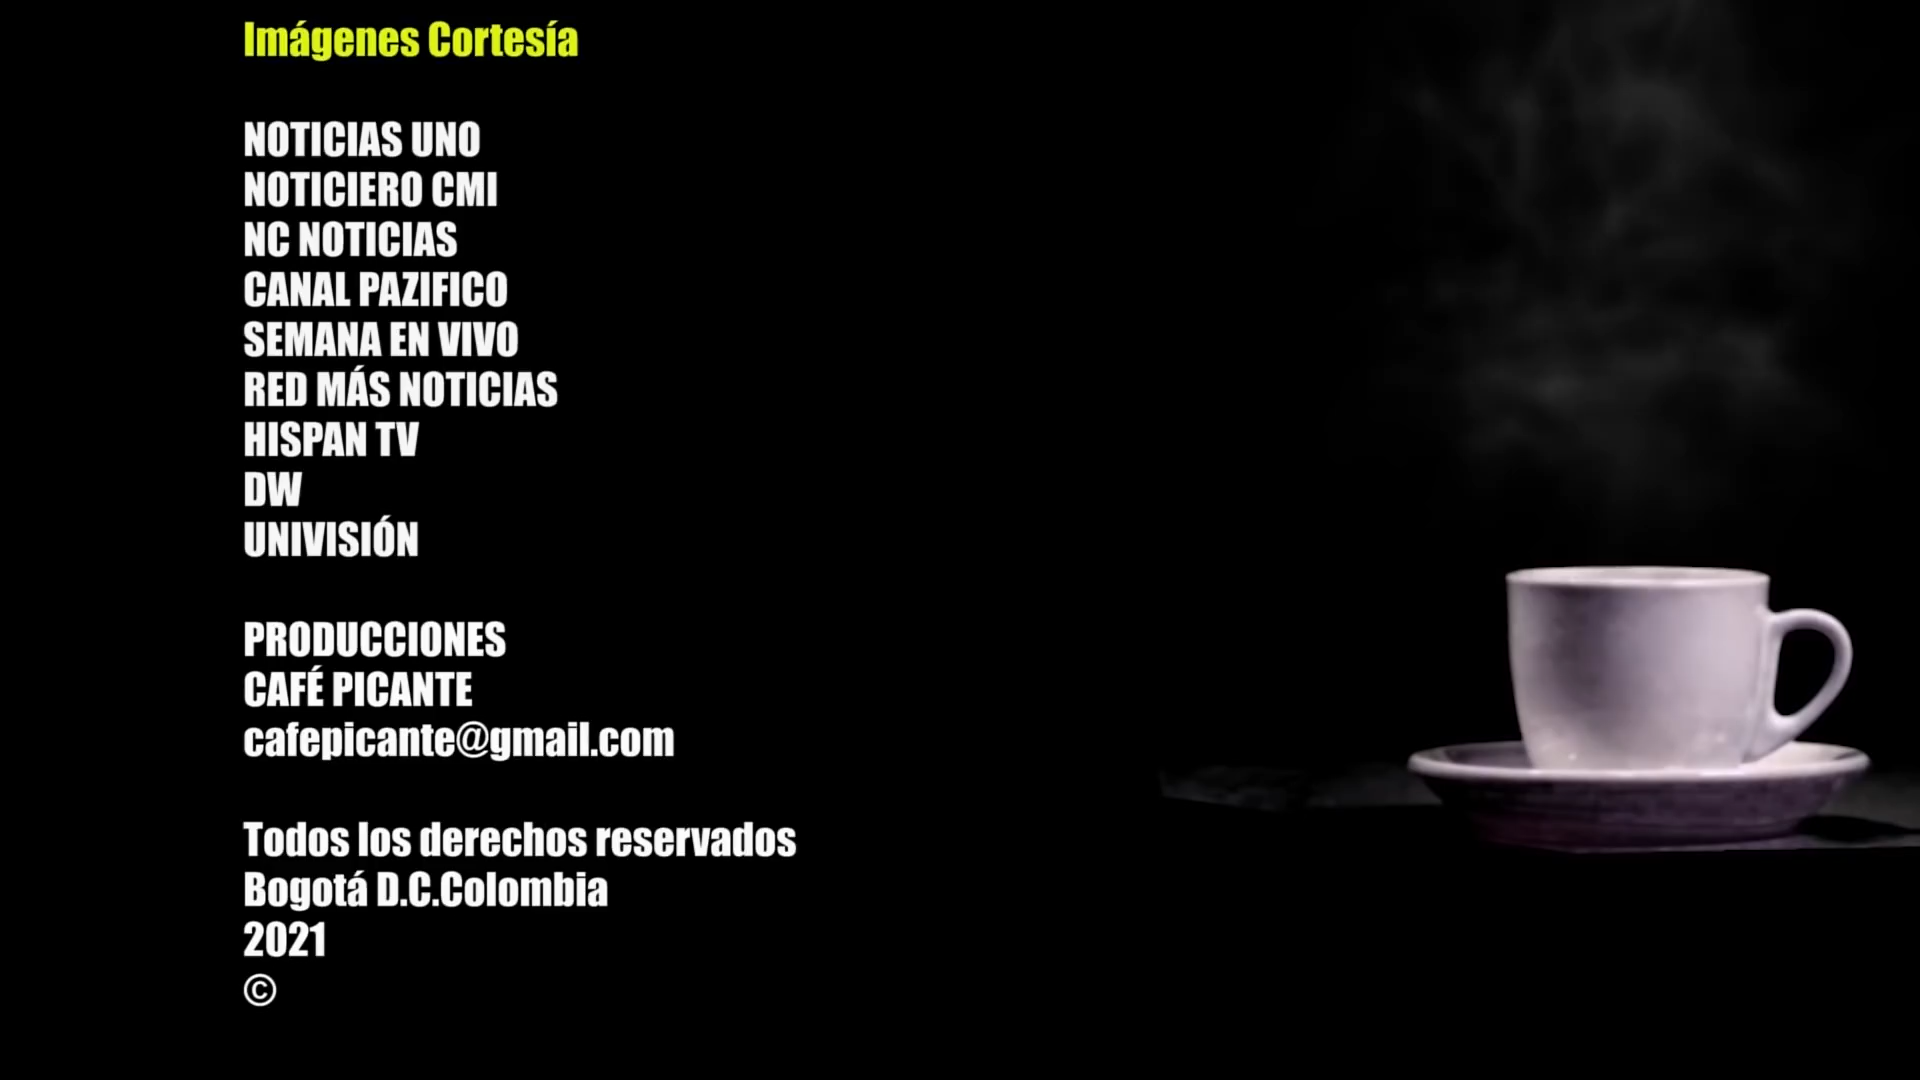 Imágenes Cortesía
NOTICIAS UNO
NOTICIERO CMI
NC NOTICIAS
CANAL PAZIFICO
SEMANA EN VIVO
RED MÁS NOTICIAS
HISPAN TV
DW
UNIVISIÓN
PRODUCCIONES
CAFÉ PICANTE
cafepicante@gmail.com
Todos los derechos reservados
Bogotá D.C.Colombia
2021
©